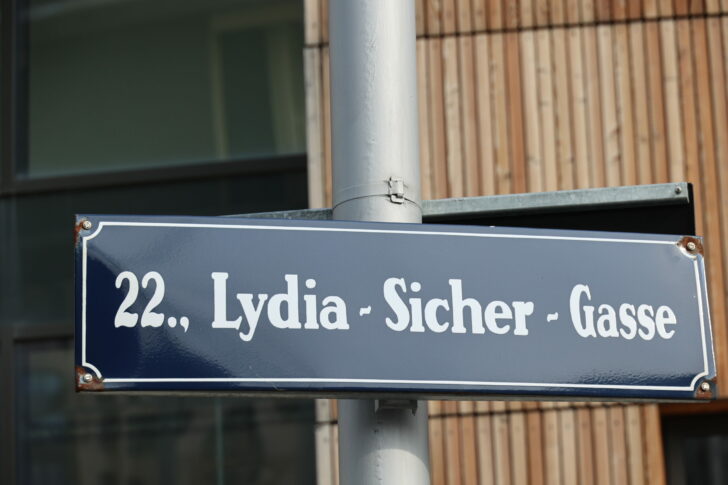 22., Lydia - Sicher - Gasse